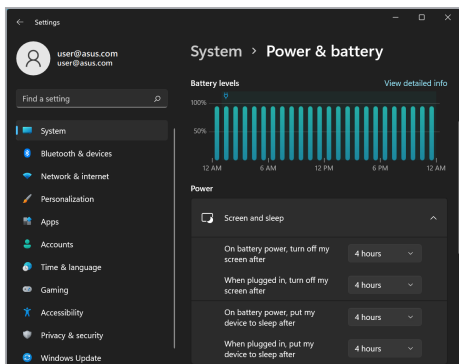 Settings
user@asus.com
user@asus.com
Find a setting
System
Bluetooth & devices
Network & internet
Personalization
Apps
Accounts
Time & language
Gaming
Accessibility
Privacy & security
Windows Update
System > Power & battery
Battery levels
View detailed info
100%
50%
12 AM
6 AM
12 PM
6 PM
12 AM
Power
Screen and sleep
On battery power, turn off my
screen after
4 hours
When plugged in, turn off my
screen after
4 hours
On battery power, put my
device to sleep after
4 hours
When plugged in, put my
device to sleep after
4 hours